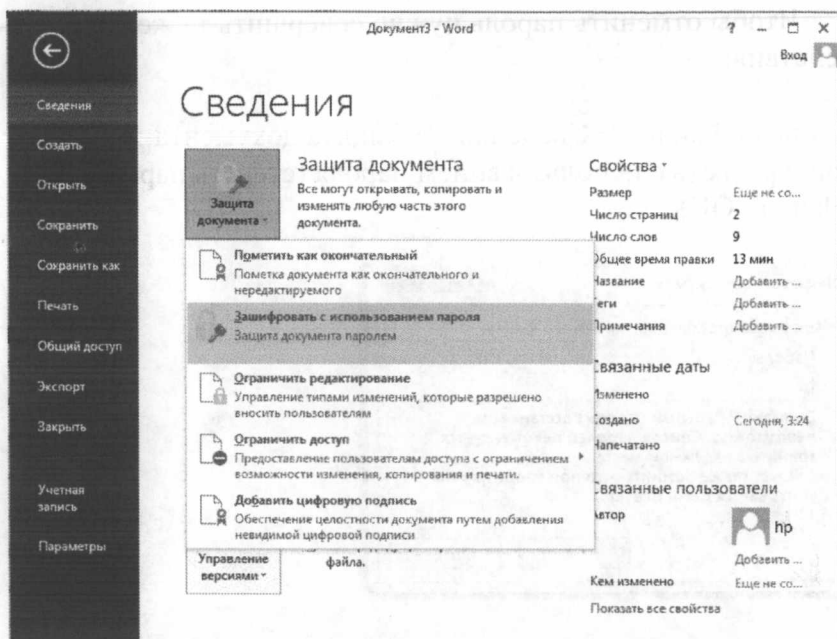 Чтобы отменить пароли
Документ3 - Word
? – □ ×
Вход
Сведения
Создать
Открыть
Сохранить
Сохранить как
Печать
Общий доступ
Экспорт
Закрыть
Учетная
запись
Параметры
Сведения
Защита
документа
Защита документа
Все могут открывать, копировать и
изменять любую часть этого
документа.
Пометить как окончательный
Пометка документа как окончательного и
нередактируемого
Зашифровать с использованием пароля
Защита документа паролем
Ограничить редактирование
Управление типами изменений, которые разрешено
вносить пользователям
Ограничить доступ
Предоставление пользователям доступа с ограничением
возможности изменения, копирования и печати.
Добавить цифровую подпись
Обеспечение целостности документа путем добавления
невидимой цифровой подписи
Управление
версиями
файла.
Свойства
Размер Еще не со...
Число страниц 2
Число слов 9
Общее время правки 13 мин
Название Добавить ...
Теги Добавить ...
Примечания Добавить ...
Связанные даты
Изменено
Создано Сегодня, 3:24
Напечатано
Связанные пользователи
Автор
hp
Добавить ...
Кем изменено Еще не со...
Показать все свойства